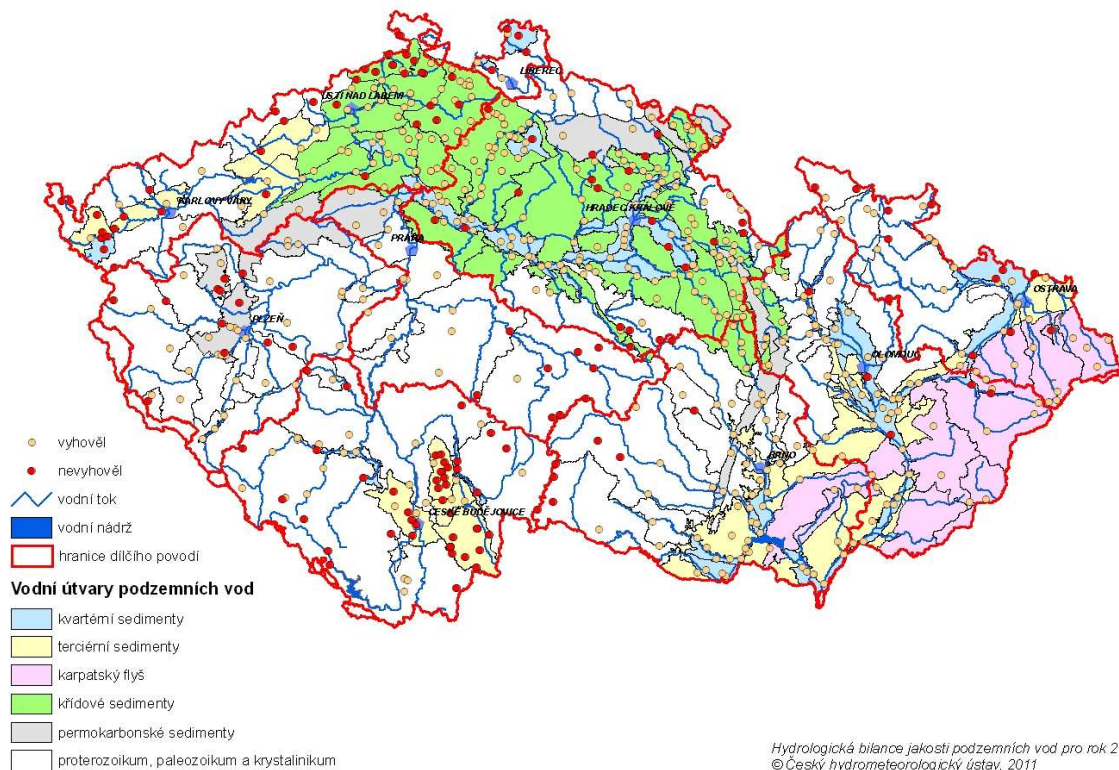 LIBEREC
ÚSTÍ NAD LABEM
KARLOVY VARY
HRADEC KRÁLOVÉ
PRAHA
OSTRAVA
PLZEŇ
OLOMOUC
BRNO
ČESKÉ BUDĚJOVICE
vyhověl
nevyhověl
vodní tok
vodní nádrž
hranice dílčího povodí
Vodní útvary podzemních vod
kvartérní sedimenty
terciérní sedimenty
karpatský flyš
křídové sedimenty
permokarbonské sedimenty
proterozoikum, paleozoikum a krystalinikum
Hydrologická bilance jakosti podzemních vod pro rok 2
© Český hydrometeorologický ústav, 2011